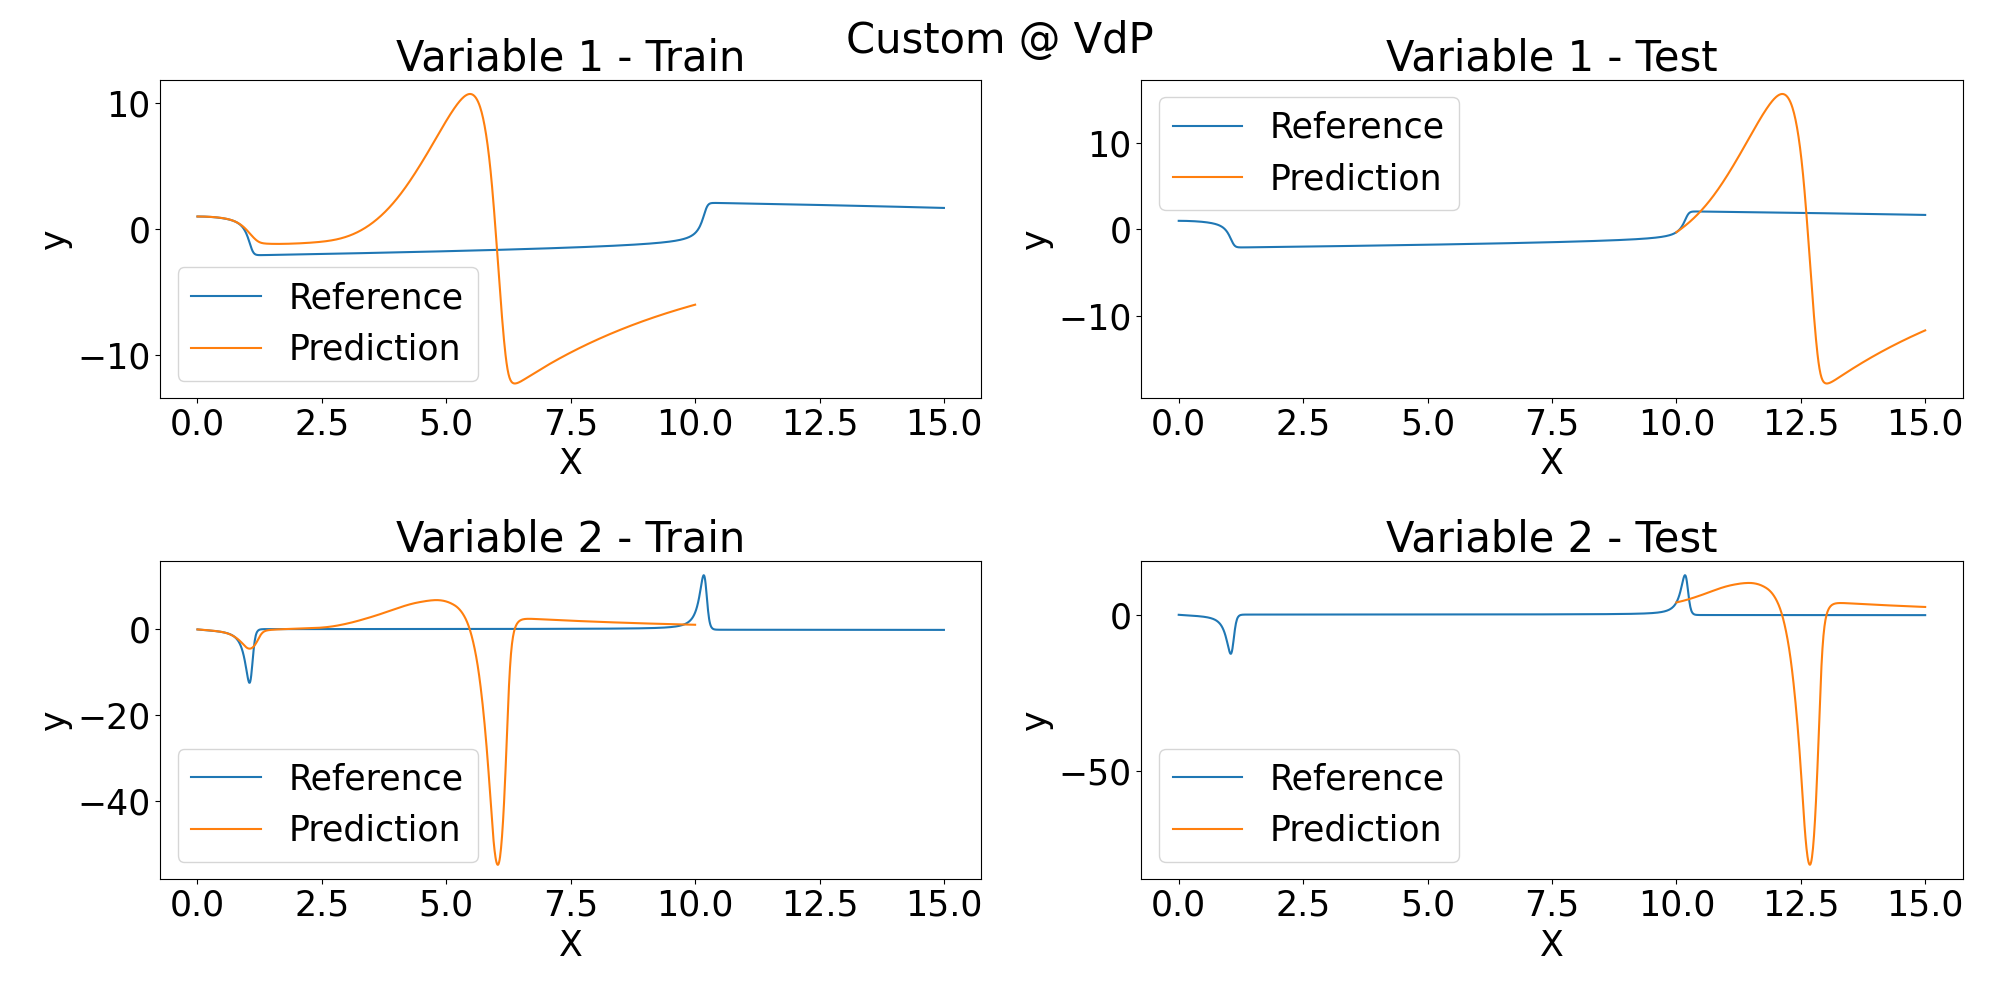 Custom @ VdP
Variable 1 - Train
10
0
−10
y
Reference
Prediction
0.0 2.5 5.0 7.5 10.0 12.5 15.0
X
Variable 1 - Test
10
0
−10
y
Reference
Prediction
0.0 2.5 5.0 7.5 10.0 12.5 15.0
X
Variable 2 - Train
0
−20
−40
y
Reference
Prediction
0.0 2.5 5.0 7.5 10.0 12.5 15.0
X
Variable 2 - Test
0
−50
y
Reference
Prediction
0.0 2.5 5.0 7.5 10.0 12.5 15.0
X